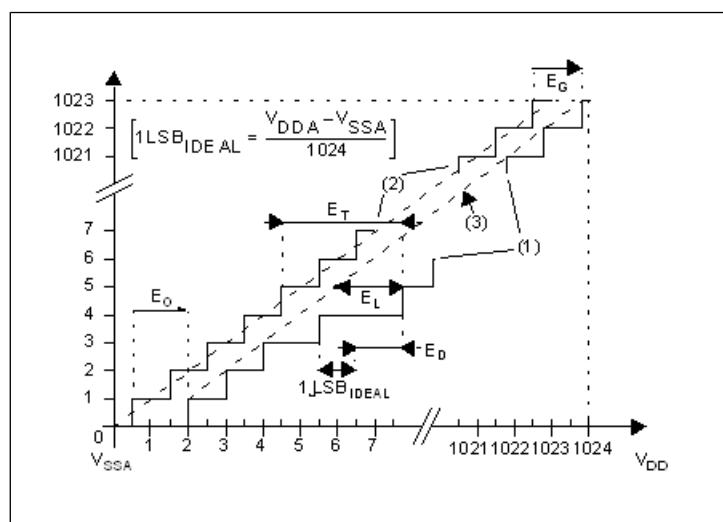 E_G
1023
1022
1021
[1LSB_IDEAL = (V_DDA – V_SSA) / 1024]
(2)
(3)
(1)
E_T
7
6
5
4
3
2
1
0
E_O
E_L
E_D
1 LSB_IDEAL
1 2 3 4 5 6 7 1021 1022 1023 1024
V_SSA
V_DD